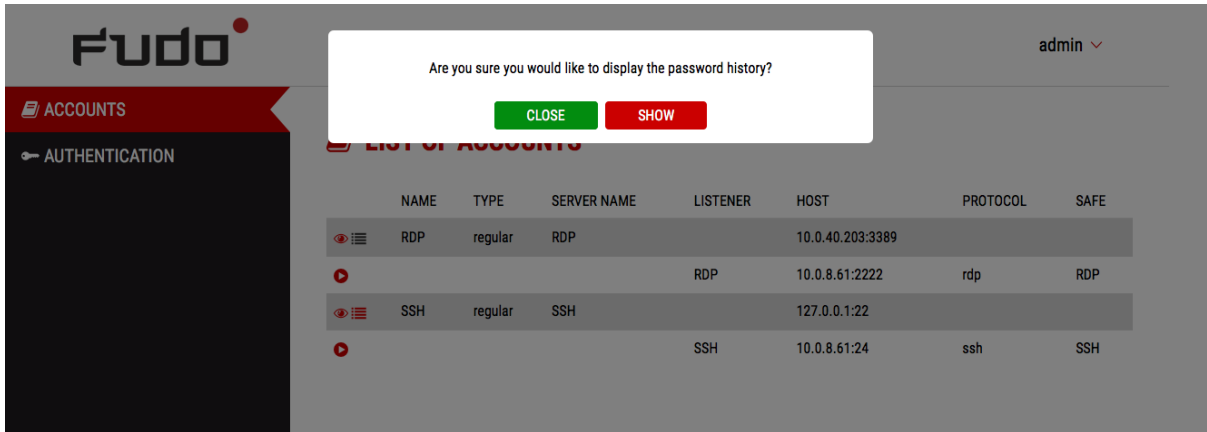 Fudo
admin
Are you sure you would like to display the password history?
CLOSE SHOW
ACCOUNTS
AUTHENTICATION
LIST OF ACCOUNTS
NAME TYPE SERVER NAME LISTENER HOST PROTOCOL SAFE
RDP regular RDP 10.0.40.203:3389
RDP 10.0.8.61:2222 rdp RDP
SSH regular SSH 127.0.0.1:22
SSH 10.0.8.61:24 ssh SSH